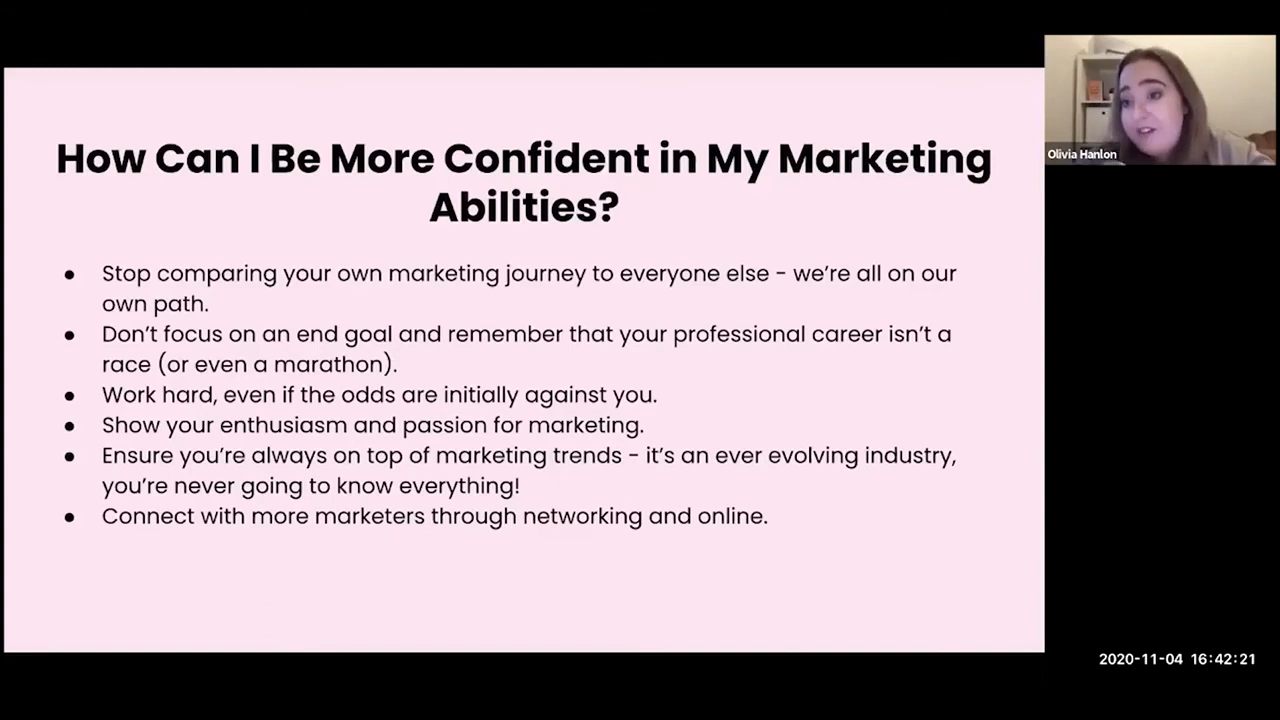 How Can I Be More Confident in My Marketing
Abilities?
● Stop comparing your own marketing journey to everyone else - we’re all on our
own path.
● Don’t focus on an end goal and remember that your professional career isn’t a
race (or even a marathon).
● Work hard, even if the odds are initially against you.
● Show your enthusiasm and passion for marketing.
● Ensure you’re always on top of marketing trends - it’s an ever evolving industry,
you’re never going to know everything!
● Connect with more marketers through networking and online.
Olivia Hanlon
2020-11-04 16:42:21